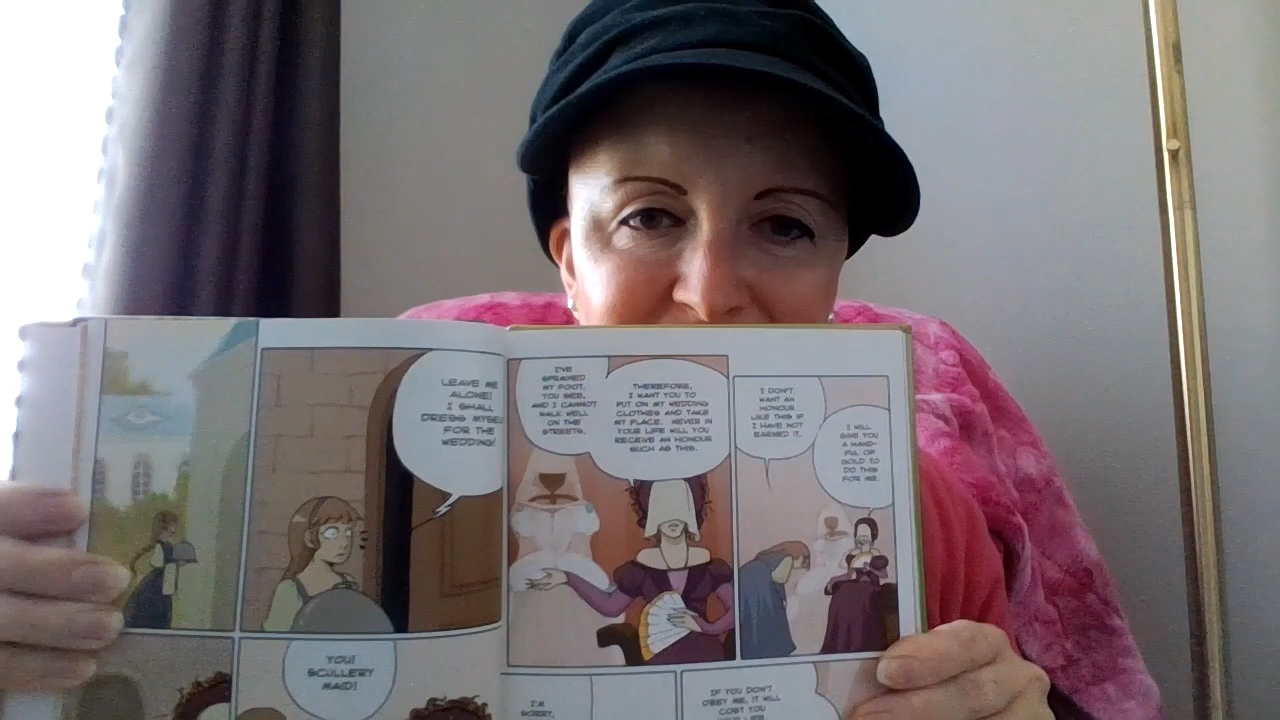 LEAVE ME
ALONE!
I SHALL
DRESS MYSEL
FOR THE
WEDDING!
YOU!
SCULLERY
MAID!
I'VE
SPRAINED
MY FOOT,
YOU SEE,
AND I CANNOT
WALK WELL
ON THE
STREETS.
THEREFORE,
I WANT YOU TO
PUT ON MY WEDDING
CLOTHES AND TAKE
MY PLACE. NEVER IN
YOUR LIFE WILL YOU
RECEIVE AN HONOUR
SUCH AS THIS.
I DON'T
WANT AN
HONOUR
LIKE THIS IF
I HAVE NOT
EARNED IT.
I WILL
GIVE YOU
A HAND-
FUL OF
GOLD TO
DO THIS
FOR ME.
I'M
SORRY,
IF YOU DON'T
OBEY ME, IT WILL
COST YOU
YOUR LIFE